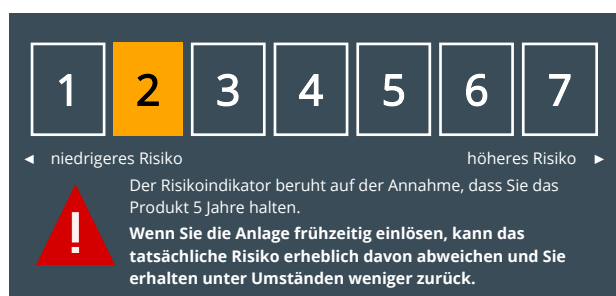 1 2 3 4 5 6 7
◄ niedrigeres Risiko höheres Risiko ►
Der Risikoindikator beruht auf der Annahme, dass Sie das
Produkt 5 Jahre halten.
! Wenn Sie die Anlage frühzeitig einlösen, kann das
tatsächliche Risiko erheblich davon abweichen und Sie
erhalten unter Umständen weniger zurück.